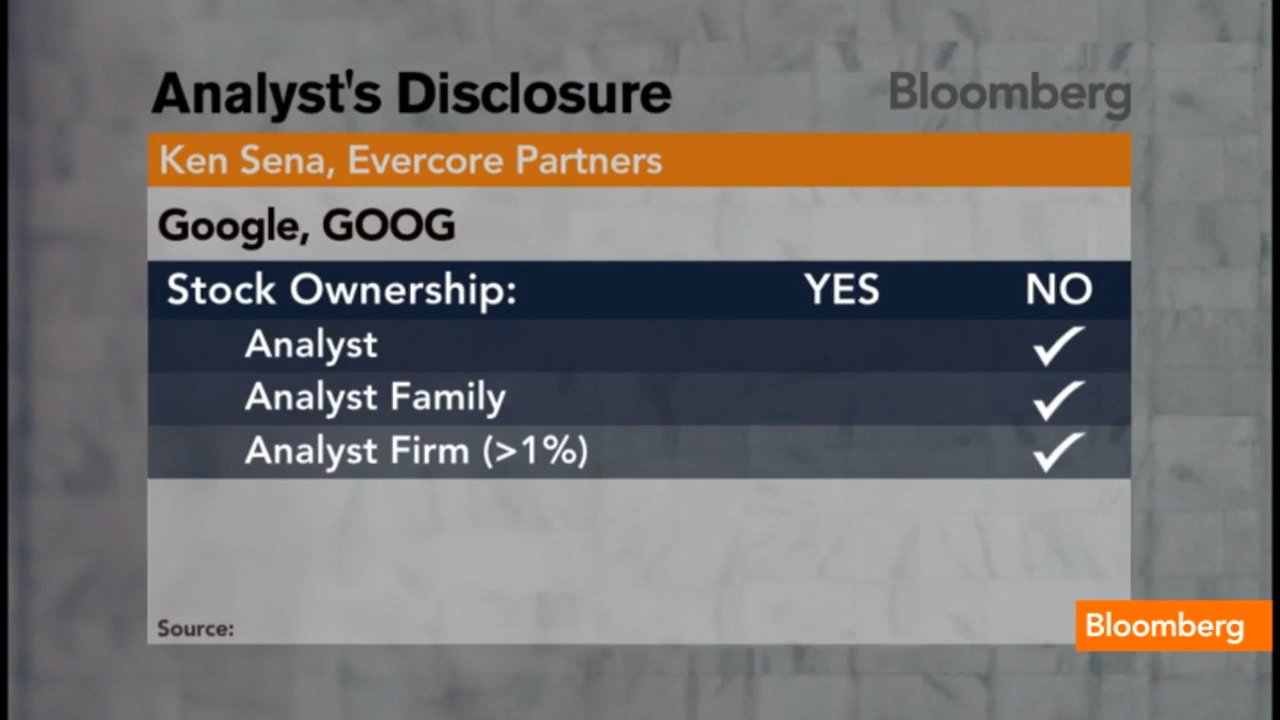 Analyst's Disclosure
Bloomberg
Ken Sena, Evercore Partners
Google, GOOG
Stock Ownership: YES NO
Analyst ✓
Analyst Family ✓
Analyst Firm (>1%) ✓
Source:
Bloomberg